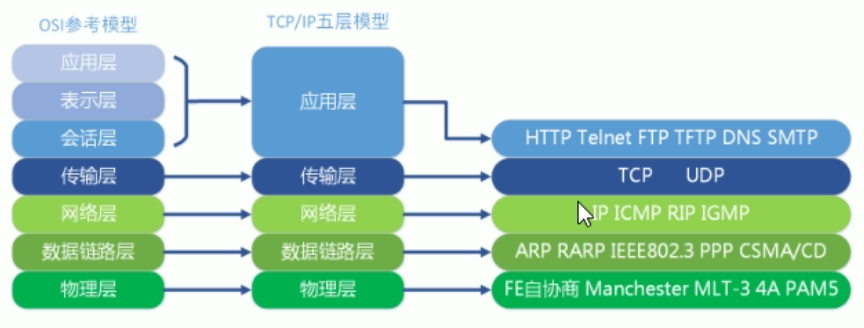 OSI参考模型
TCP/IP五层模型
应用层
表示层
会话层
传输层
网络层
数据链路层
物理层
应用层
传输层
网络层
数据链路层
物理层
HTTP Telnet FTP TFTP DNS SMTP
TCP UDP
IP ICMP RIP IGMP
ARP RARP IEEE802.3 PPP CSMA/CD
FE自协商 Manchester MLT-3 4A PAM5